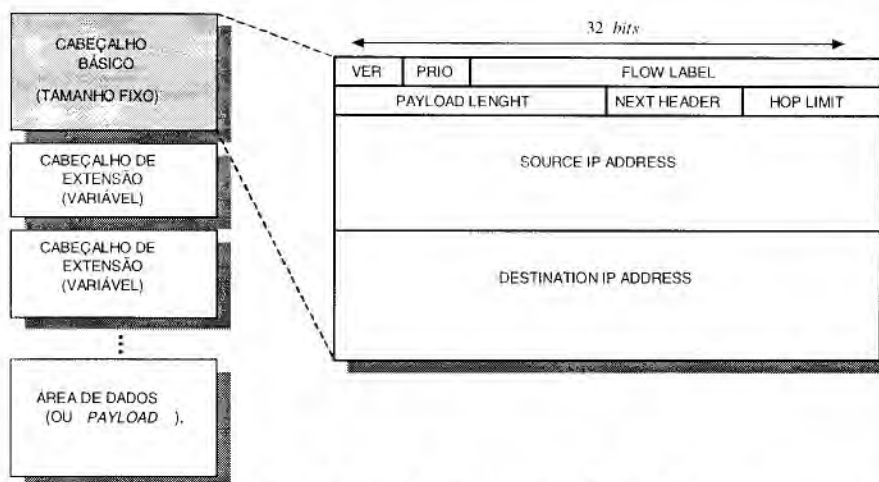 CABEÇALHO
BÁSICO
(TAMANHO FIXO)
CABEÇALHO DE
EXTENSÃO
(VARIÁVEL)
CABEÇALHO DE
EXTENSÃO
(VARIÁVEL)
ÁREA DE DADOS
(OU PAYLOAD ).
32 bits
VER PRIO FLOW LABEL
PAYLOAD LENGHT NEXT HEADER HOP LIMIT
SOURCE IP ADDRESS
DESTINATION IP ADDRESS